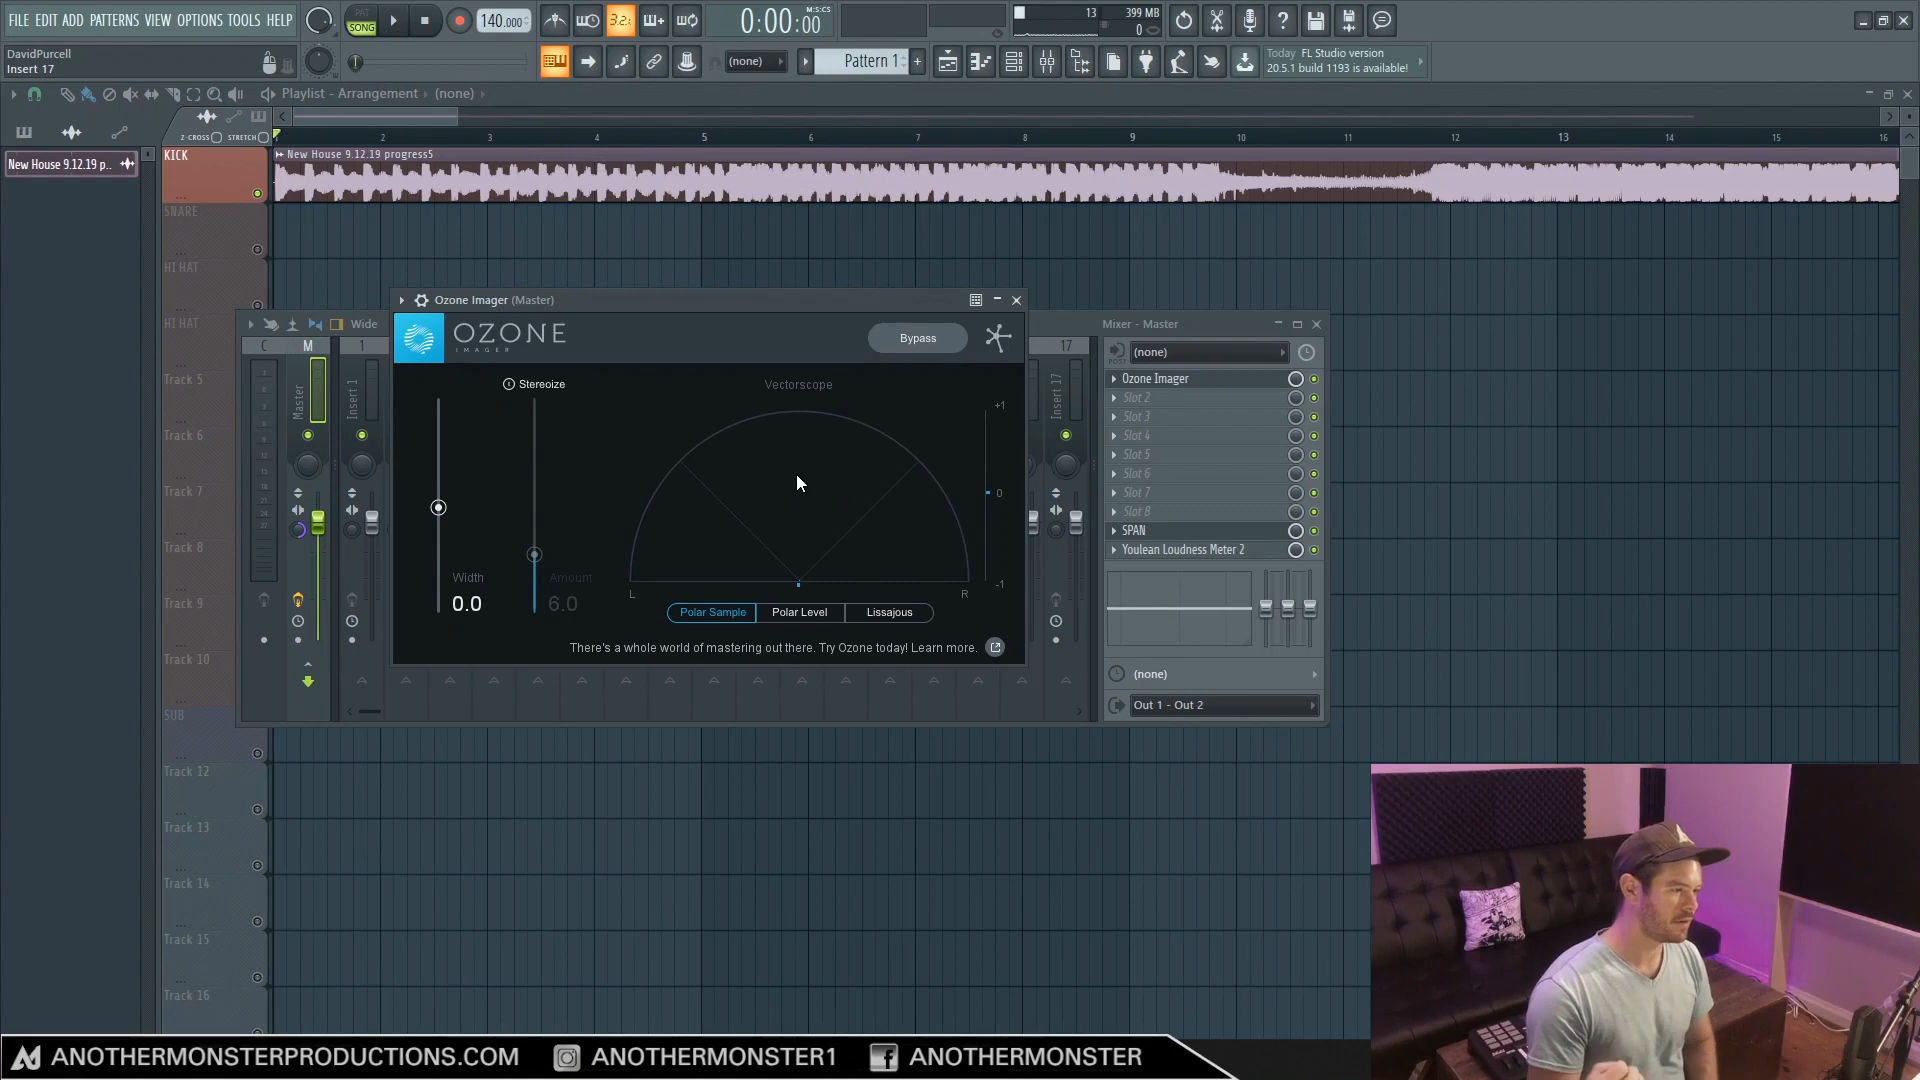 FILE EDIT ADD PATTERNS VIEW OPTIONS TOOLS HELP
PAT
SONG
140.000
3.2.
0:00:00
M:S:CS
13
399 MB
0
DavidPurcell
Insert 17
(none)
Pattern 1
Today FL Studio version
20.5.1 build 1193 is available!
Playlist - Arrangement
(none)
Z-CROSS
STRETCH
2 3 4 5 6 7 8 9 10 11 12 13 14 15 16
New House 9.12.19 p..
KICK
New House 9.12.19 progress5
SNARE
HI HAT
HI HAT
Track 5
Track 6
Track 7
Track 8
Track 9
Track 10
SUB
Track 12
Track 13
Track 14
Track 15
Track 16
Wide
C
M
1
Master
Insert 1
Ozone Imager (Master)
OZONE
IMAGER
Bypass
Stereoize
Vectorscope
+1
0
-1
Width
0.0
Amount
6.0
L
R
Polar Sample
Polar Level
Lissajous
There's a whole world of mastering out there. Try Ozone today! Learn more.
17
Insert 17
Mixer - Master
POST
(none)
Ozone Imager
Slot 2
Slot 3
Slot 4
Slot 5
Slot 6
Slot 7
Slot 8
SPAN
Youlean Loudness Meter 2
(none)
Out 1 - Out 2
ANOTHERMONSTERPRODUCTIONS.COM
ANOTHERMONSTER1
ANOTHERMONSTER